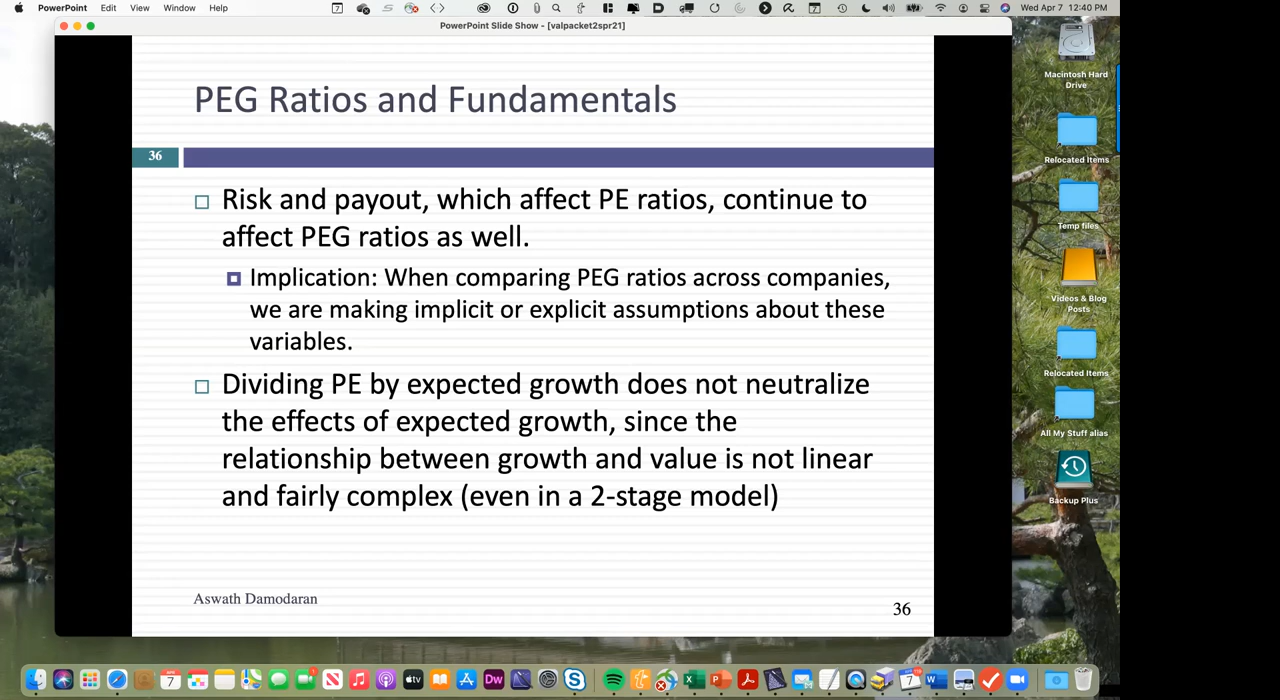 PowerPoint Edit View Window Help
Wed Apr 7 12:40 PM
PowerPoint Slide Show - [valpacket2spr21]
PEG Ratios and Fundamentals
36
Risk and payout, which affect PE ratios, continue to
affect PEG ratios as well.
Implication: When comparing PEG ratios across companies,
we are making implicit or explicit assumptions about these
variables.
Dividing PE by expected growth does not neutralize
the effects of expected growth, since the
relationship between growth and value is not linear
and fairly complex (even in a 2-stage model)
Aswath Damodaran
36
Macintosh Hard
Drive
Relocated Items
Temp files
Videos & Blog
Posts
Relocated Items
All My Stuff alias
Backup Plus